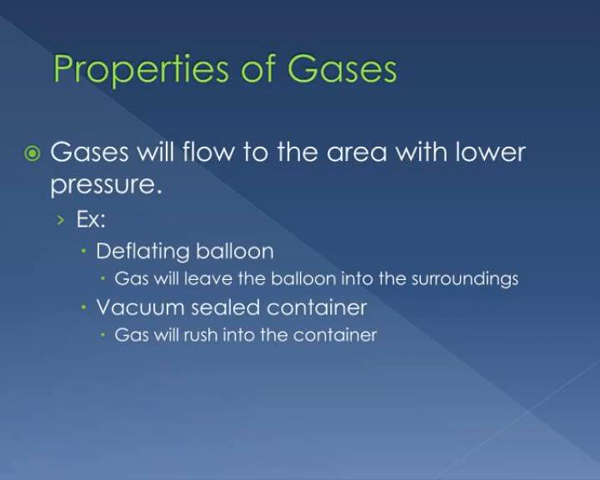 Properties of Gases
Gases will flow to the area with lower
pressure.
Ex:
Deflating balloon
Gas will leave the balloon into the surroundings
Vacuum sealed container
Gas will rush into the container